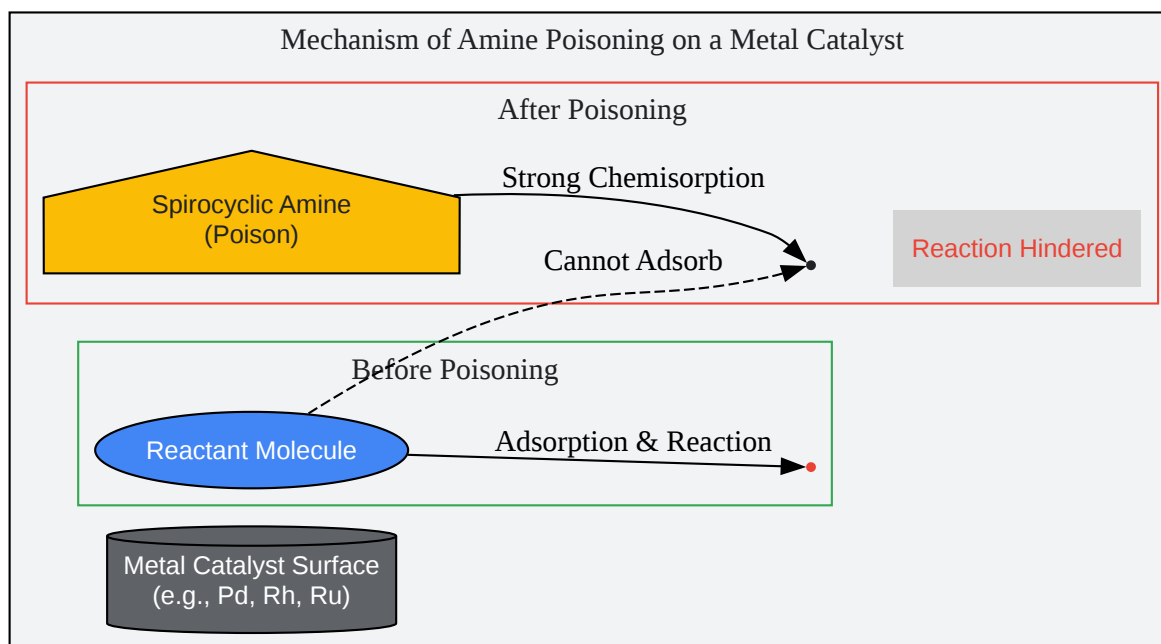 Mechanism of Amine Poisoning on a Metal Catalyst
After Poisoning
Strong Chemisorption
Spirocyclic Amine
(Poison)
Reaction Hindered
Cannot Adsorb
Before Poisoning
Adsorption & Reaction
Reactant Molecule
Metal Catalyst Surface
(e.g., Pd, Rh, Ru)